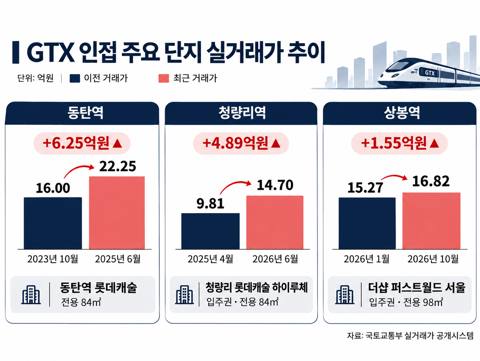 GTX 인접 주요 단지 실거래가 추이
단위: 억원 | 이전 거래가 최근 거래가
GTX
동탄역
+6.25억원▲
16.00
22.25
2023년 10월
2025년 6월
동탄역 롯데캐슬
전용 84㎡
청량리역
+4.89억원▲
9.81
14.70
2025년 4월
2026년 6월
청량리 롯데캐슬 하이루체
입주권 · 전용 84㎡
상봉역
+1.55억원▲
15.27
16.82
2026년 1월
2026년 10월
더샵 퍼스트월드 서울
입주권 · 전용 98㎡
자료: 국토교통부 실거래가 공개시스템